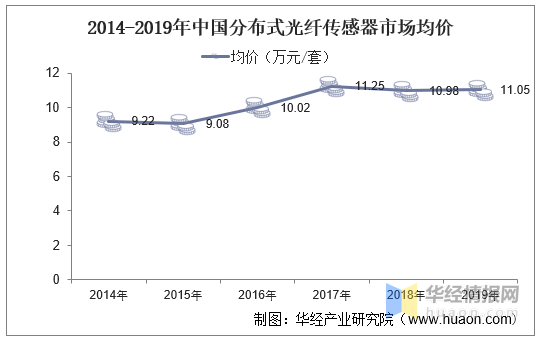 2014-2019年中国分布式光纤传感器市场均价
均价（万元/套）
12
10
8
6
4
2
0
9.22
9.08
10.02
11.25
10.98
11.05
2014年
2015年
2016年
2017年
2018年
2019年
华经情报网
huaon.com
制图：华经产业研究院（www.huaon.com）